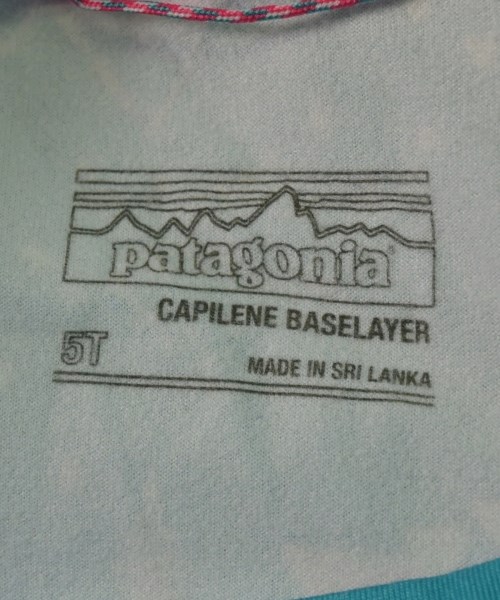 patagonia®
CAPILENE BASELAYER
5T
MADE IN SRI LANKA